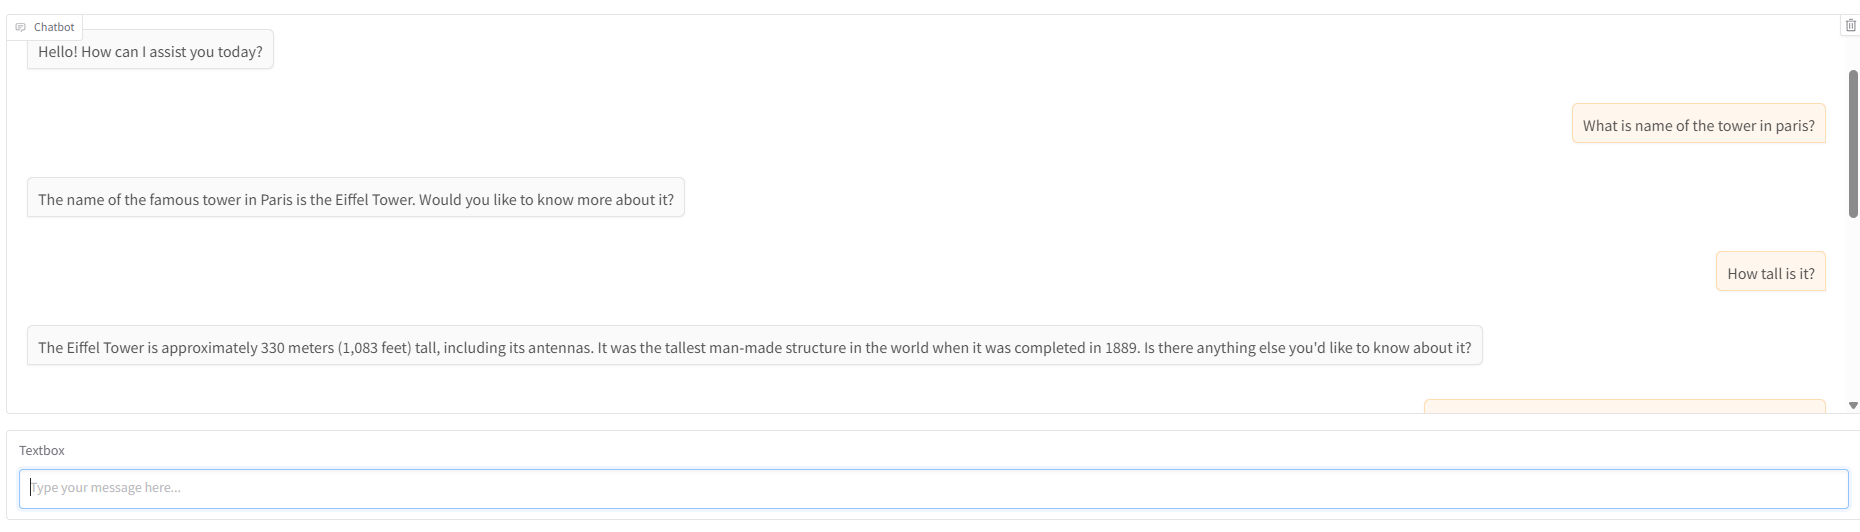 Chatbot
Hello! How can I assist you today?
What is name of the tower in paris?
The name of the famous tower in Paris is the Eiffel Tower. Would you like to know more about it?
How tall is it?
The Eiffel Tower is approximately 330 meters (1,083 feet) tall, including its antennas. It was the tallest man-made structure in the world when it was completed in 1889. Is there anything else you'd like to know about it?
Textbox
Type your message here...